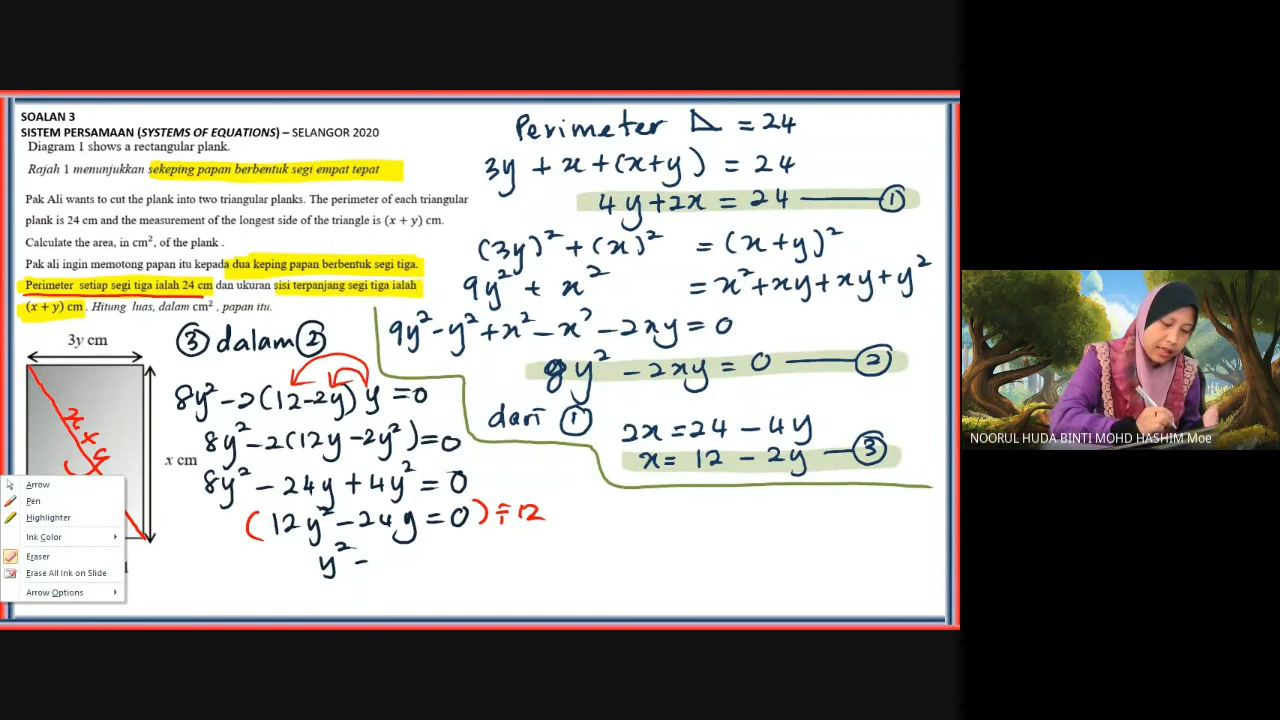 SOALAN 3
SISTEM PERSAMAAN (SYSTEMS OF EQUATIONS) – SELANGOR 2020
Diagram 1 shows a rectangular plank.
Rajah 1 menunjukkan sekeping papan berbentuk segi empat tepat
Pak Ali wants to cut the plank into two triangular planks. The perimeter of each triangular
plank is 24 cm and the measurement of the longest side of the triangle is (x + y) cm.
Calculate the area, in cm², of the plank .
Pak ali ingin memotong papan itu kepada dua keping papan berbentuk segi tiga.
Perimeter setiap segi tiga ialah 24 cm dan ukuran sisi terpanjang segi tiga ialah
(x + y) cm . Hitung luas, dalam cm² , papan itu.
3y cm
x cm
Arrow
Pen
Highlighter
Ink Color
Eraser
Erase All Ink on Slide
Arrow Options
③ dalam ②
8y² - 2(12 - 2y) y = 0
8y² - 2(12y - 2y²) = 0
8y² - 24y + 4y² = 0
(12y² - 24y = 0) ÷ 12
y² -
Perimeter ⊿ = 24
3y + x + (x + y) = 24
4y + 2x = 24 — ①
(3y)² + (x)² = (x + y)²
9y² + x² = x² + xy + xy + y²
9y² - y² + x² - x² - 2xy = 0
8y² - 2xy = 0 — ②
dari ①
2x = 24 - 4y
x = 12 - 2y — ③
NOORUL HUDA BINTI MOHD HASHIM Moe